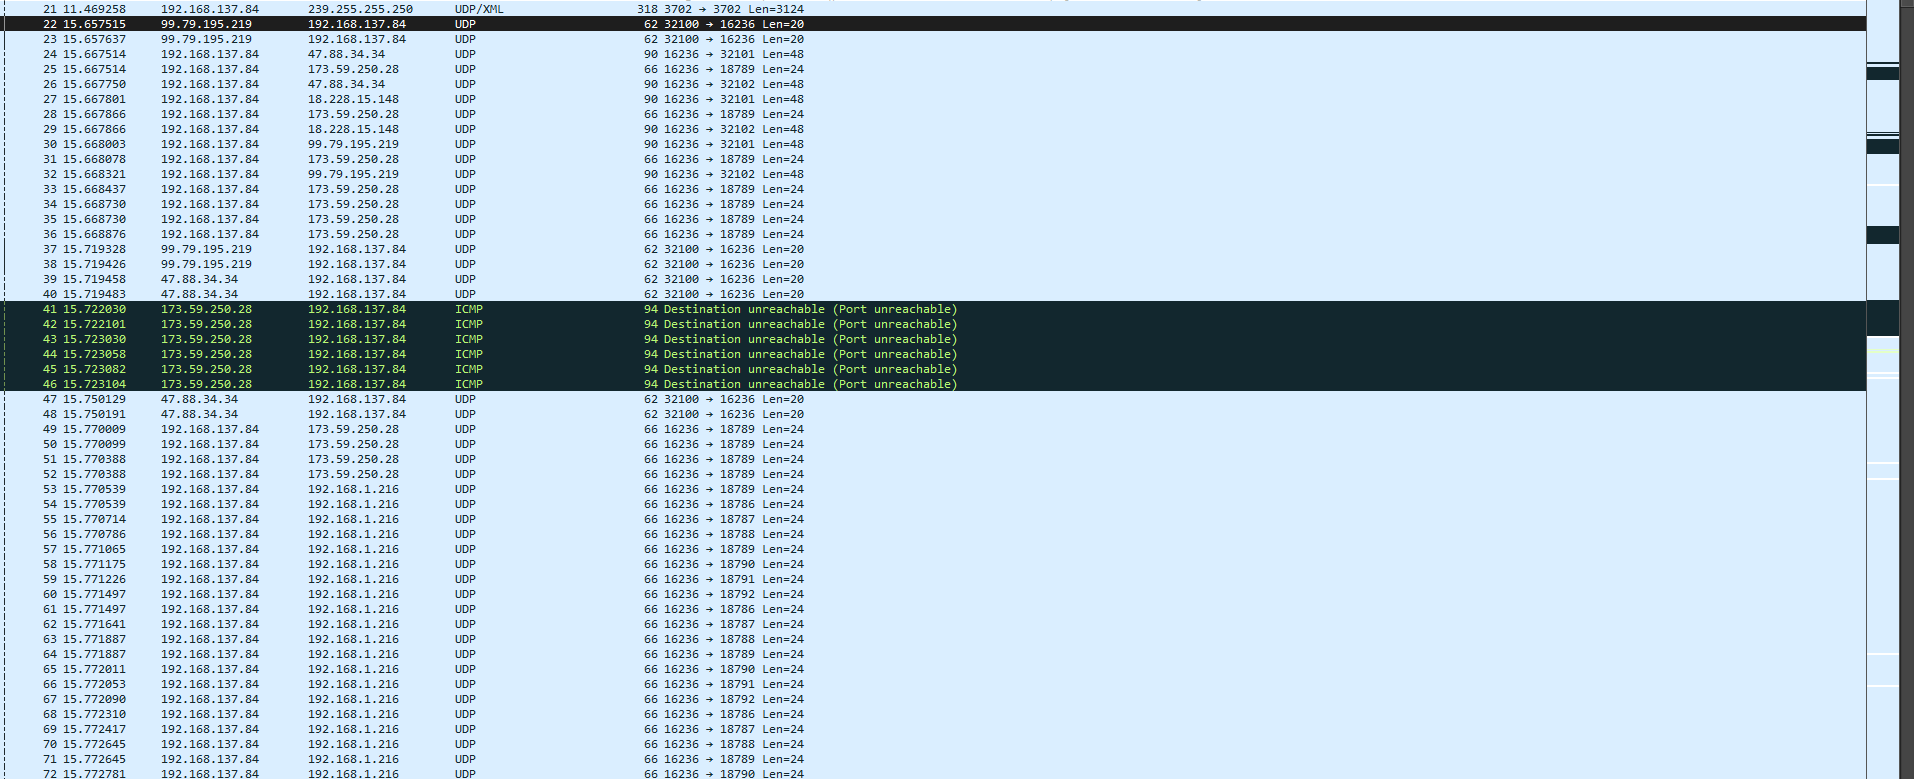 21 11.469258 192.168.137.84 239.255.255.250 UDP/XML 318 3702 → 3702 Len=3124
22 15.657515 99.79.195.219 192.168.137.84 UDP 62 32100 → 16236 Len=20
23 15.657637 99.79.195.219 192.168.137.84 UDP 62 32100 → 16236 Len=20
24 15.667514 192.168.137.84 47.88.34.34 UDP 90 16236 → 32101 Len=48
25 15.667514 192.168.137.84 173.59.250.28 UDP 66 16236 → 18789 Len=24
26 15.667750 192.168.137.84 47.88.34.34 UDP 90 16236 → 32102 Len=48
27 15.667801 192.168.137.84 18.228.15.148 UDP 90 16236 → 32101 Len=48
28 15.667866 192.168.137.84 173.59.250.28 UDP 66 16236 → 18789 Len=24
29 15.667866 192.168.137.84 18.228.15.148 UDP 90 16236 → 32102 Len=48
30 15.668003 192.168.137.84 99.79.195.219 UDP 90 16236 → 32101 Len=48
31 15.668078 192.168.137.84 173.59.250.28 UDP 66 16236 → 18789 Len=24
32 15.668321 192.168.137.84 99.79.195.219 UDP 90 16236 → 32102 Len=48
33 15.668437 192.168.137.84 173.59.250.28 UDP 66 16236 → 18789 Len=24
34 15.668730 192.168.137.84 173.59.250.28 UDP 66 16236 → 18789 Len=24
35 15.668730 192.168.137.84 173.59.250.28 UDP 66 16236 → 18789 Len=24
36 15.668876 192.168.137.84 173.59.250.28 UDP 66 16236 → 18789 Len=24
37 15.719328 99.79.195.219 192.168.137.84 UDP 62 32100 → 16236 Len=20
38 15.719426 99.79.195.219 192.168.137.84 UDP 62 32100 → 16236 Len=20
39 15.719458 47.88.34.34 192.168.137.84 UDP 62 32100 → 16236 Len=20
40 15.719483 47.88.34.34 192.168.137.84 UDP 62 32100 → 16236 Len=20
41 15.722030 173.59.250.28 192.168.137.84 ICMP 94 Destination unreachable (Port unreachable)
42 15.722101 173.59.250.28 192.168.137.84 ICMP 94 Destination unreachable (Port unreachable)
43 15.723030 173.59.250.28 192.168.137.84 ICMP 94 Destination unreachable (Port unreachable)
44 15.723058 173.59.250.28 192.168.137.84 ICMP 94 Destination unreachable (Port unreachable)
45 15.723082 173.59.250.28 192.168.137.84 ICMP 94 Destination unreachable (Port unreachable)
46 15.723104 173.59.250.28 192.168.137.84 ICMP 94 Destination unreachable (Port unreachable)
47 15.750129 47.88.34.34 192.168.137.84 UDP 62 32100 → 16236 Len=20
48 15.750191 47.88.34.34 192.168.137.84 UDP 62 32100 → 16236 Len=20
49 15.770009 192.168.137.84 173.59.250.28 UDP 66 16236 → 18789 Len=24
50 15.770099 192.168.137.84 173.59.250.28 UDP 66 16236 → 18789 Len=24
51 15.770388 192.168.137.84 173.59.250.28 UDP 66 16236 → 18789 Len=24
52 15.770388 192.168.137.84 173.59.250.28 UDP 66 16236 → 18789 Len=24
53 15.770539 192.168.137.84 192.168.1.216 UDP 66 16236 → 18789 Len=24
54 15.770539 192.168.137.84 192.168.1.216 UDP 66 16236 → 18786 Len=24
55 15.770714 192.168.137.84 192.168.1.216 UDP 66 16236 → 18787 Len=24
56 15.770786 192.168.137.84 192.168.1.216 UDP 66 16236 → 18788 Len=24
57 15.771065 192.168.137.84 192.168.1.216 UDP 66 16236 → 18789 Len=24
58 15.771175 192.168.137.84 192.168.1.216 UDP 66 16236 → 18790 Len=24
59 15.771226 192.168.137.84 192.168.1.216 UDP 66 16236 → 18791 Len=24
60 15.771497 192.168.137.84 192.168.1.216 UDP 66 16236 → 18792 Len=24
61 15.771497 192.168.137.84 192.168.1.216 UDP 66 16236 → 18786 Len=24
62 15.771641 192.168.137.84 192.168.1.216 UDP 66 16236 → 18787 Len=24
63 15.771887 192.168.137.84 192.168.1.216 UDP 66 16236 → 18788 Len=24
64 15.771887 192.168.137.84 192.168.1.216 UDP 66 16236 → 18789 Len=24
65 15.772011 192.168.137.84 192.168.1.216 UDP 66 16236 → 18790 Len=24
66 15.772053 192.168.137.84 192.168.1.216 UDP 66 16236 → 18791 Len=24
67 15.772090 192.168.137.84 192.168.1.216 UDP 66 16236 → 18792 Len=24
68 15.772310 192.168.137.84 192.168.1.216 UDP 66 16236 → 18786 Len=24
69 15.772417 192.168.137.84 192.168.1.216 UDP 66 16236 → 18787 Len=24
70 15.772645 192.168.137.84 192.168.1.216 UDP 66 16236 → 18788 Len=24
71 15.772645 192.168.137.84 192.168.1.216 UDP 66 16236 → 18789 Len=24
72 15.772781 192.168.137.84 192.168.1.216 UDP 66 16236 → 18790 Len=24